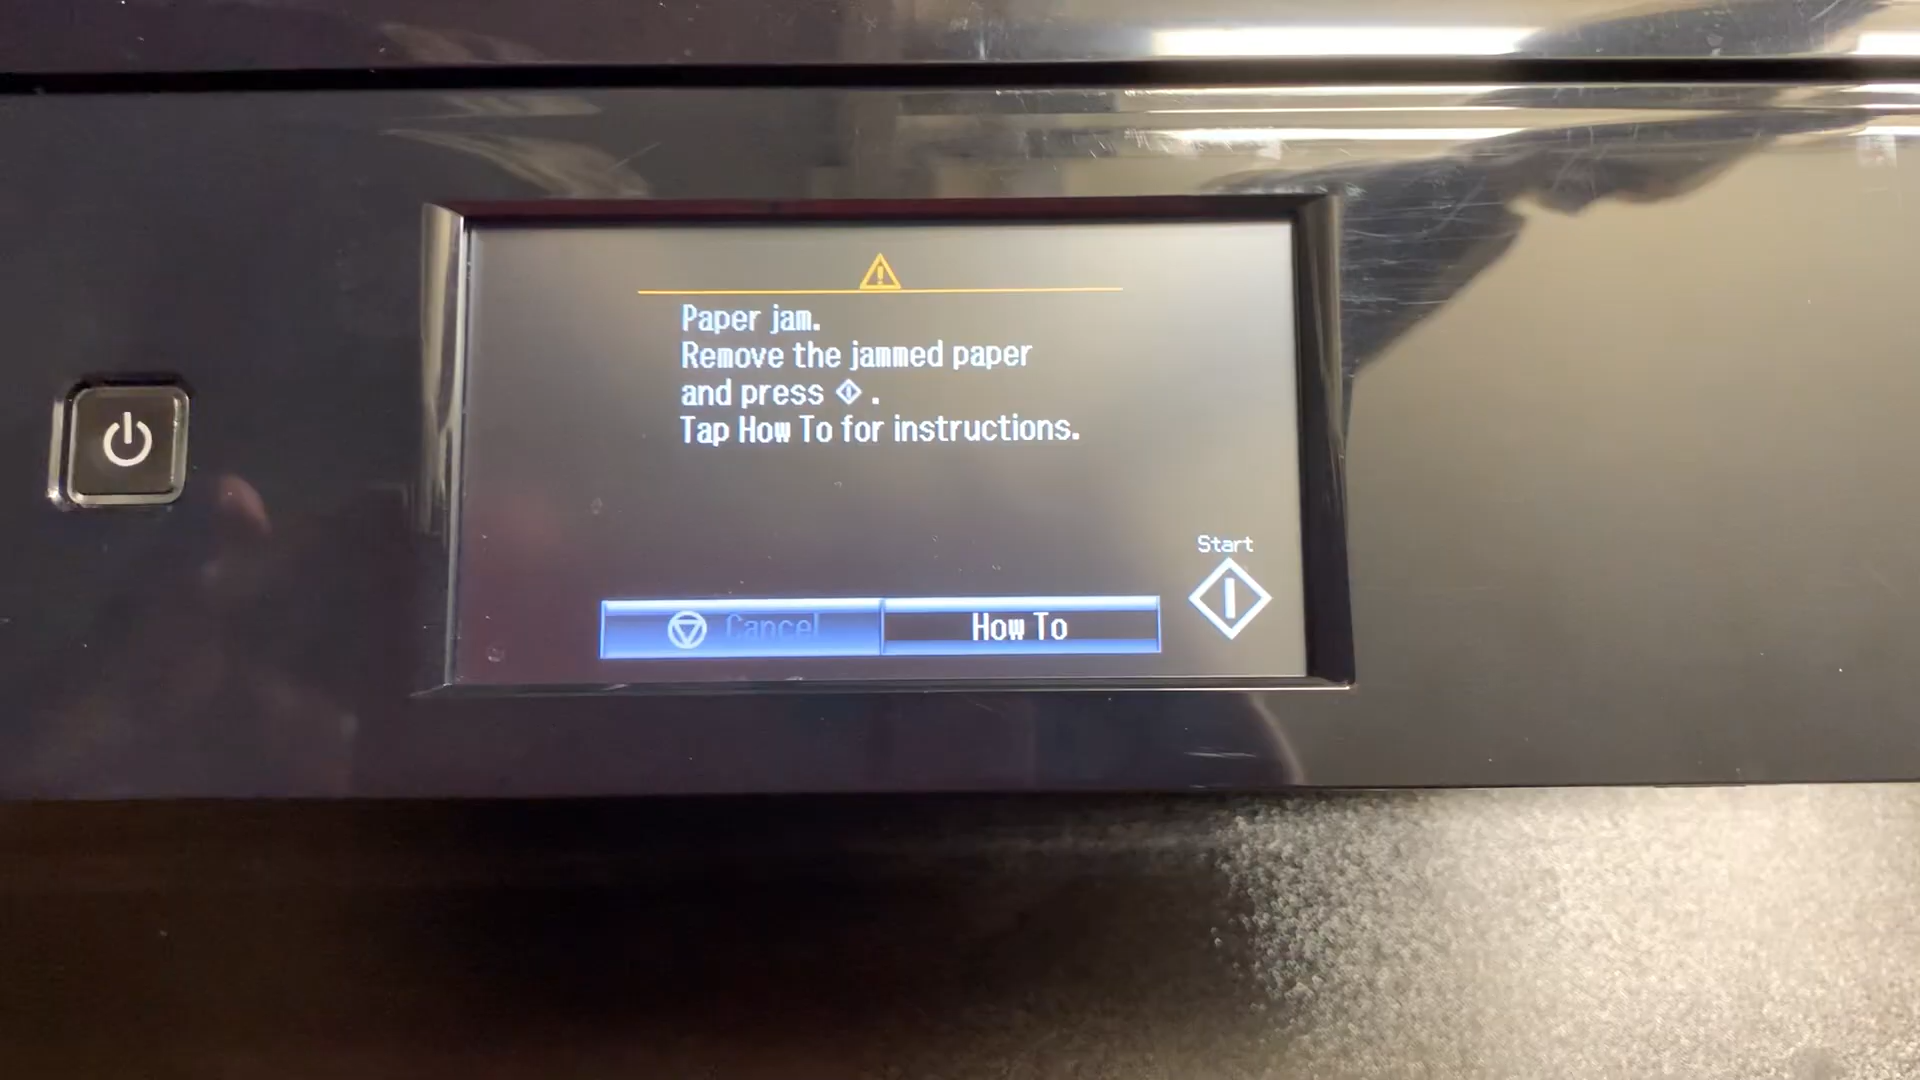 Paper jam.
Remove the jammed paper
and press .
Tap How To for instructions.
Start
Cancel
How To